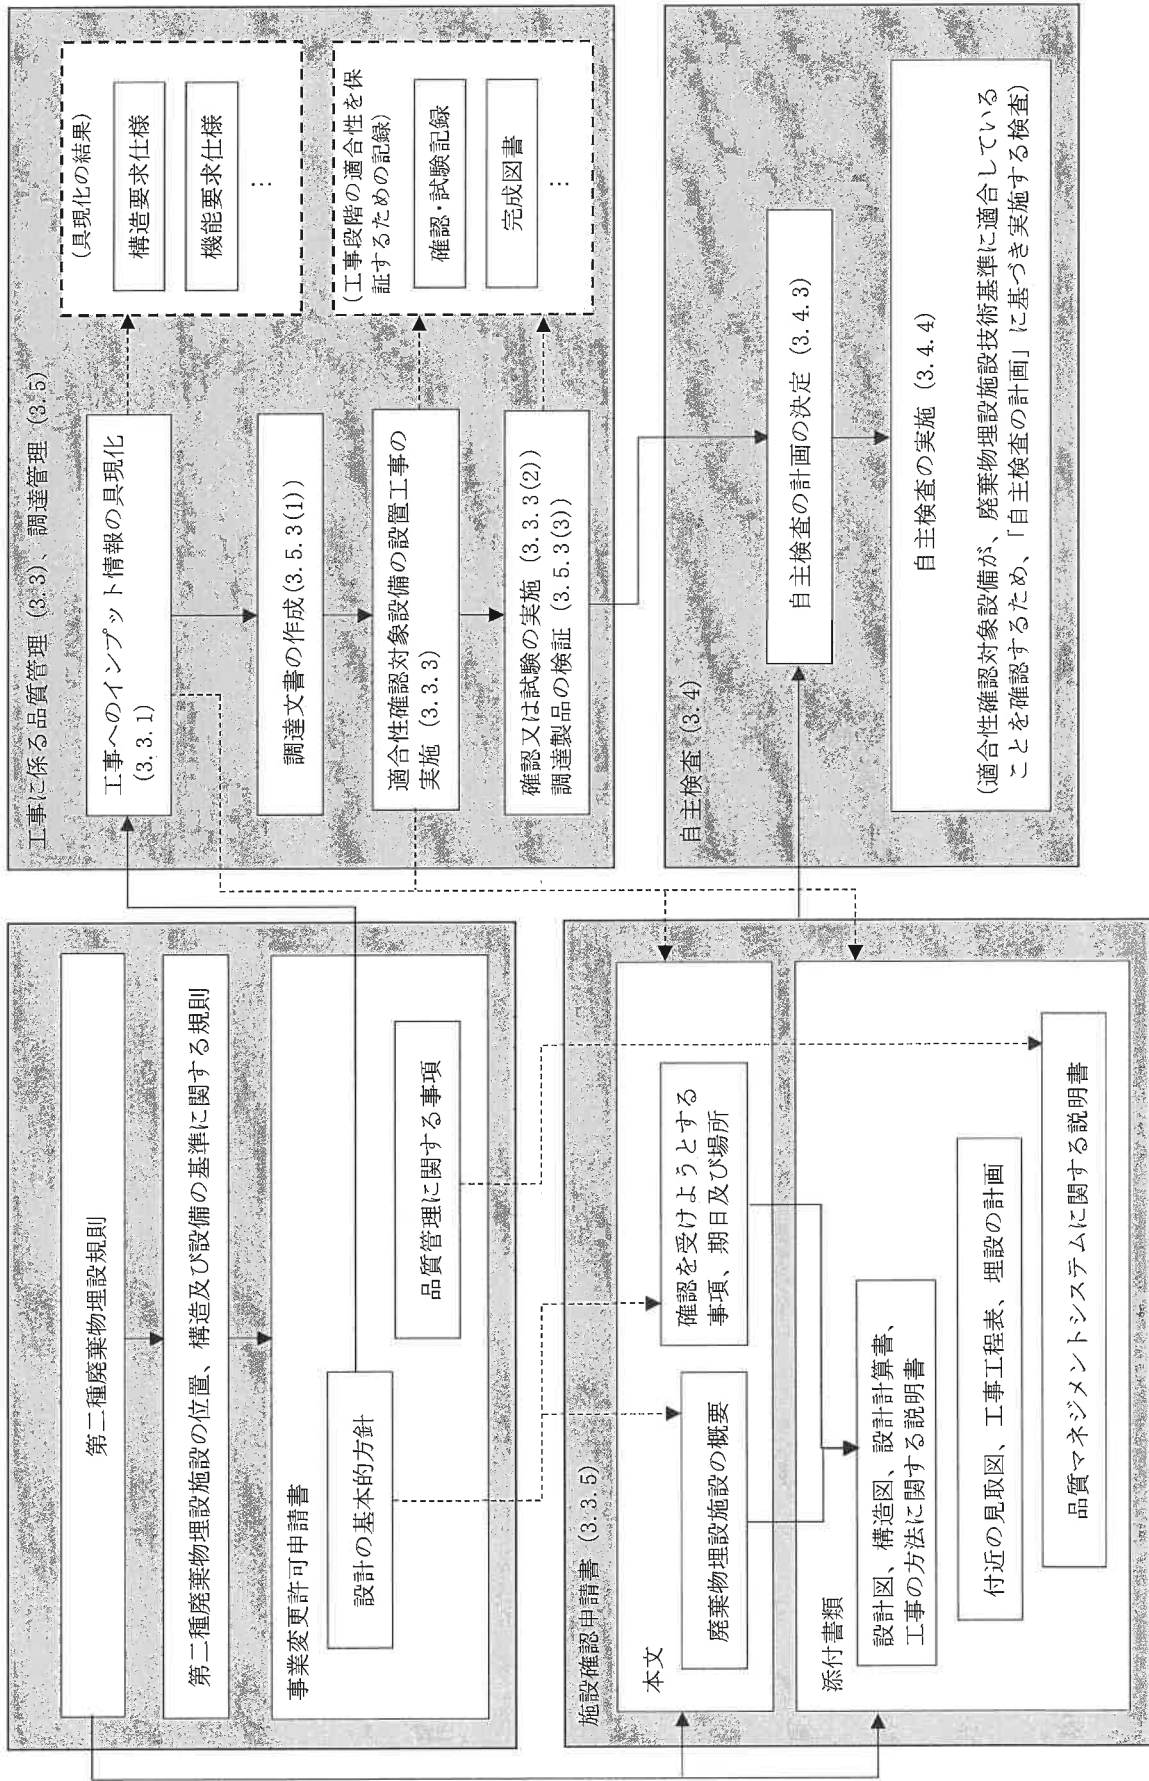 第二種廃棄物埋設規則
第二種廃棄物埋設施設の位置、構造及び設備の基準に関する規則
事業変更許可申請書
設計の基本的方針
品質管理に関する事項
施設確認申請書 (3.3.5)
本文
廃棄物埋設施設の概要
確認を受けようとする
事項、期日及び場所
添付書類
設計図、構造図、設計計算書、
工事の方法に関する説明書
付近の見取図、工事工程表、埋設の計画
品質マネジメントシステムに関する説明書
工事に係る品質管理 (3.3)、調達管理 (3.5)
工事へのインプット情報の具現化
(3.3.1)
調達文書の作成(3.5.3(1))
適合性確認対象設備の設置工事の
実施 (3.3.3)
確認又は試験の実施 (3.3.3(2))
調達製品の検証 (3.5.3(3))
(具現化の結果)
構造要求仕様
機能要求仕様
…
(工事段階の適合性を保
証するための記録)
確認・試験記録
完成図書
…
自主検査 (3.4)
自主検査の計画の決定 (3.4.3)
自主検査の実施 (3.4.4)
(適合性確認対象設備が、廃棄物埋設施設技術基準に適合している
ことを確認するため、「自主検査の計画」に基づき実施する検査)